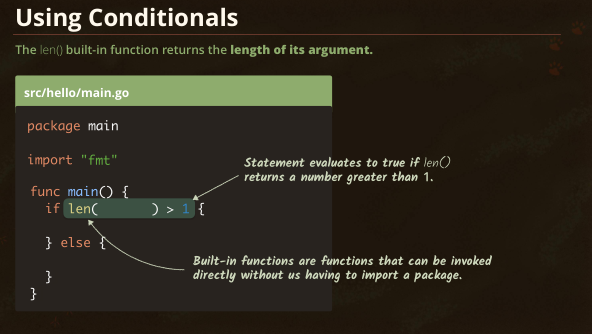 Using Conditionals
The len() built-in function returns the length of its argument.
src/hello/main.go
package main
import "fmt"
Statement evaluates to true if len()
returns a number greater than 1.
func main() {
if len(        ) > 1 {
} else {
Built-in functions are functions that can be invoked
directly without us having to import a package.
}
}